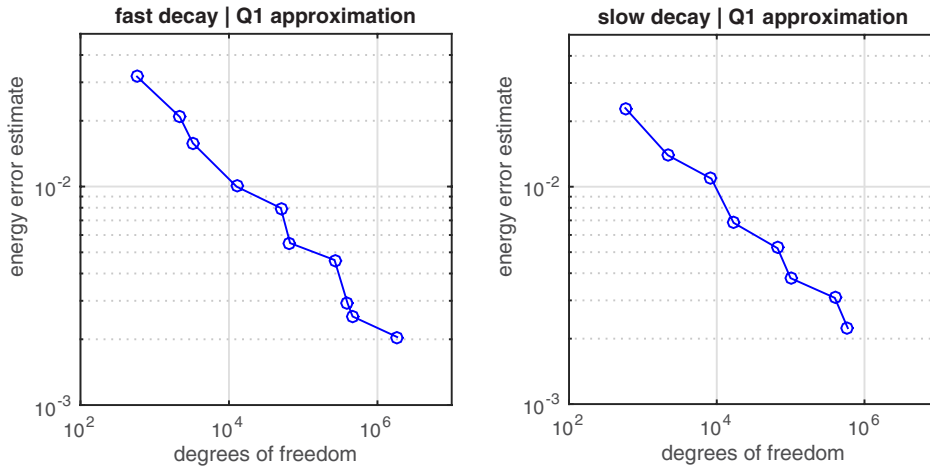 fast decay | Q1 approximation
energy error estimate
10^-2
10^-3
10^2
10^4
10^6
degrees of freedom
slow decay | Q1 approximation
energy error estimate
10^-2
10^-3
10^2
10^4
10^6
degrees of freedom